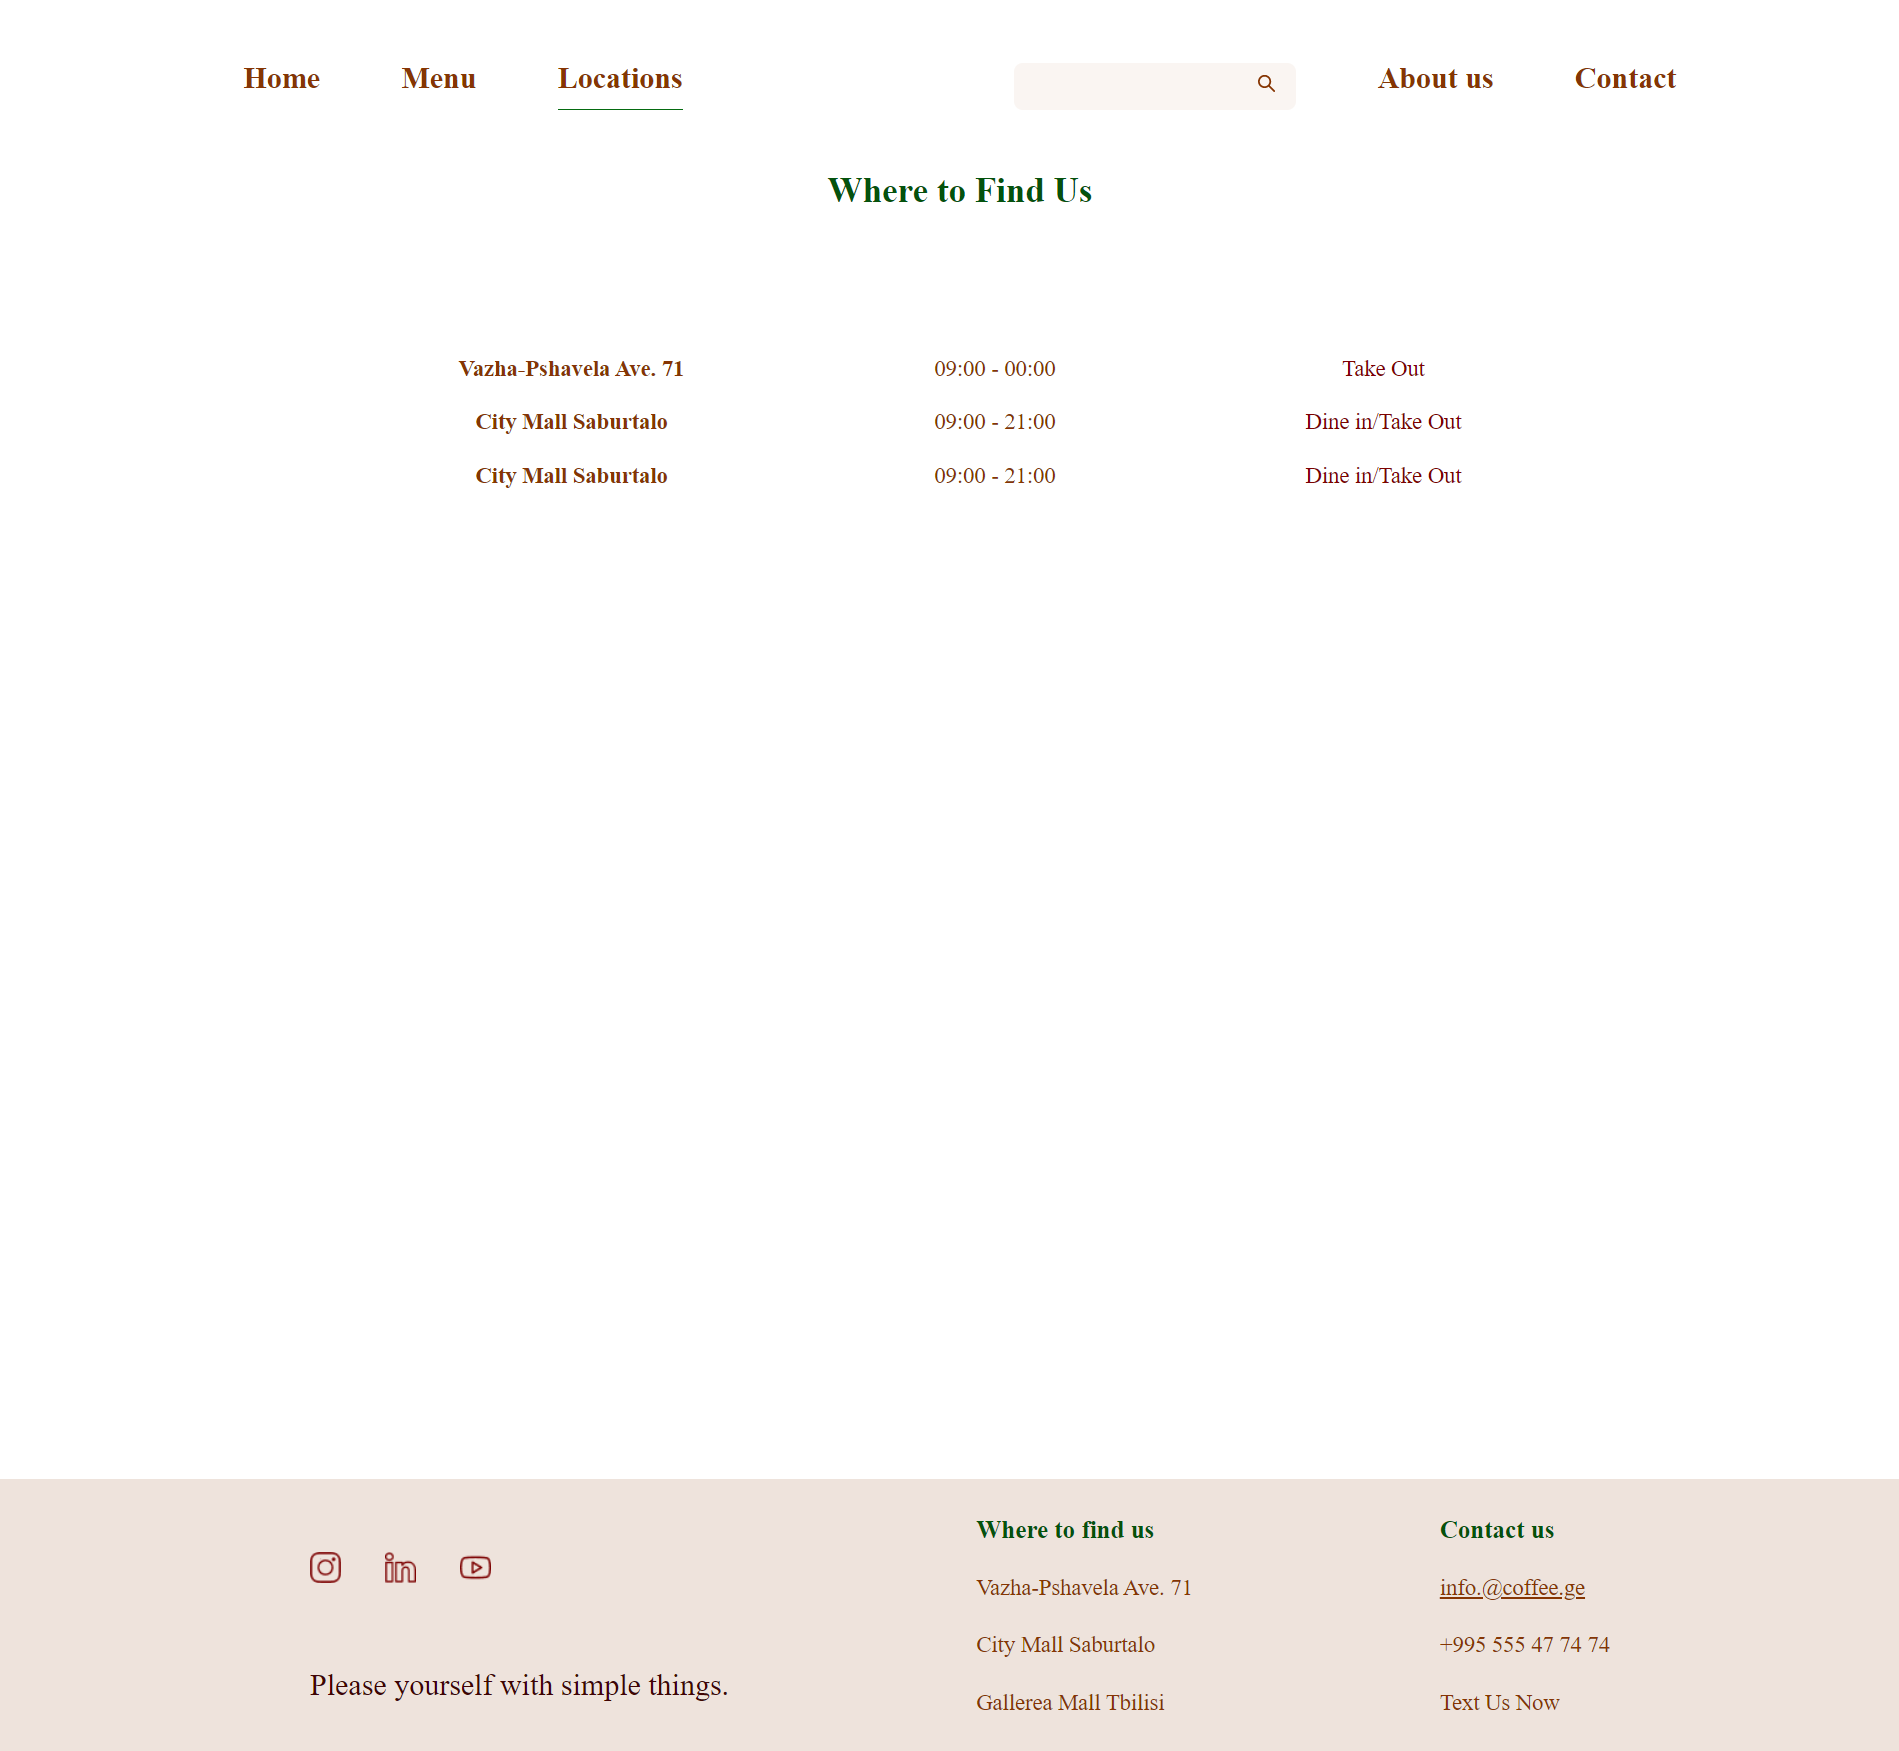 Home Menu Locations About us Contact
Where to Find Us
Vazha-Pshavela Ave. 71 09:00 - 00:00 Take Out
City Mall Saburtalo 09:00 - 21:00 Dine in/Take Out
City Mall Saburtalo 09:00 - 21:00 Dine in/Take Out
Please yourself with simple things.
Where to find us
Vazha-Pshavela Ave. 71
City Mall Saburtalo
Gallerea Mall Tbilisi
Contact us
info.@coffee.ge
+995 555 47 74 74
Text Us Now